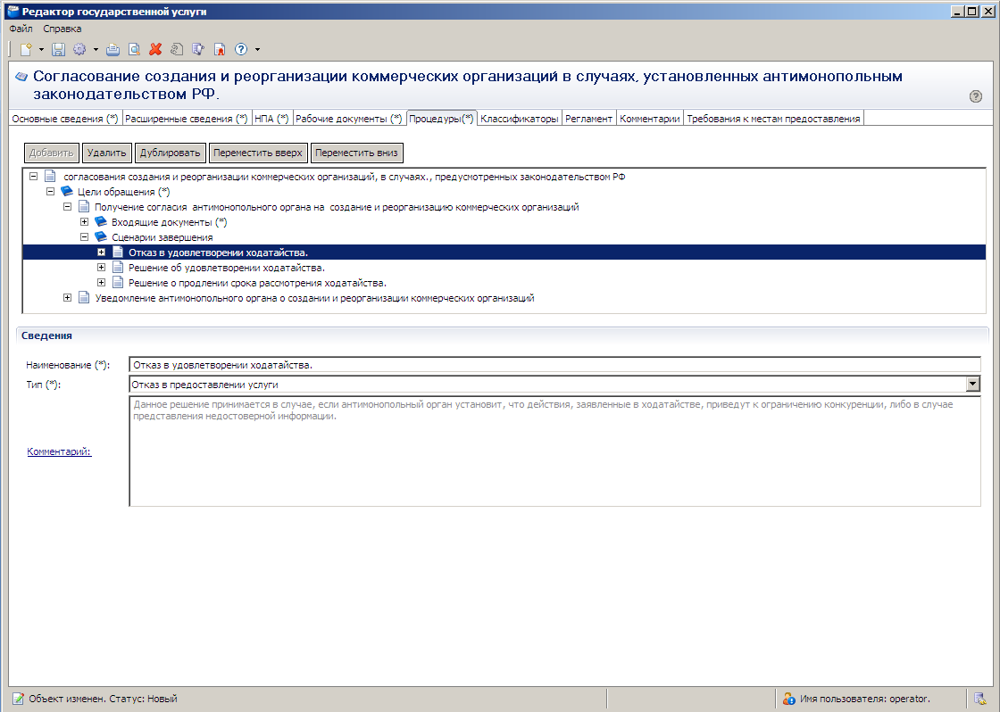 Редактор государственной услуги
Файл Справка
Согласование создания и реорганизации коммерческих организаций в случаях, установленных антимонопольным
законодательством РФ.
Основные сведения (*) Расширенные сведения (*) НПА (*) Рабочие документы (*) Процедуры(*) Классификаторы Регламент Комментарии Требования к местам предоставления
Добавить Удалить Дублировать Переместить вверх Переместить вниз
согласования создания и реорганизации коммерческих организаций, в случаях., предусмотренных законодательством РФ
Цели обращения (*)
Получение согласия антимонопольного органа на создание и реорганизацию коммерческих организаций
Входящие документы (*)
Сценарии завершения
Отказ в удовлетворении ходатайства.
Решение об удовлетворении ходатайства.
Решение о продлении срока рассмотрения ходатайства.
Уведомление антимонопольного органа о создании и реорганизации коммерческих организаций
Сведения
Наименование (*): Отказ в удовлетворении ходатайства.
Тип (*): Отказ в предоставлении услуги
Данное решение принимается в случае, если антимонопольный орган установит, что действия, заявленные в ходатайстве, приведут к ограничению конкуренции, либо в случае
представления недостоверной информации.
Комментарий:
Объект изменен. Статус: Новый Имя пользователя: operator.